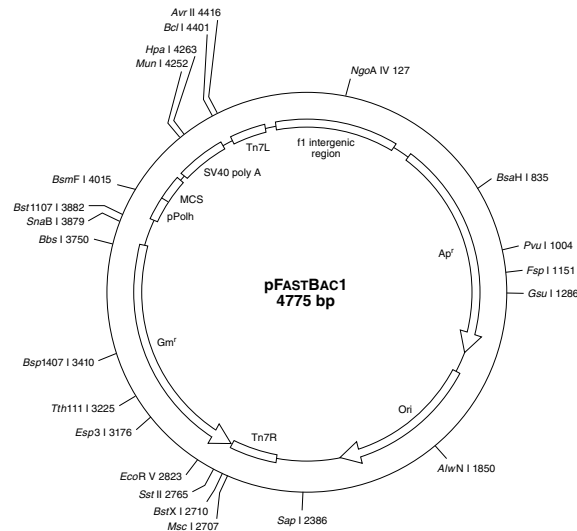 Avr II 4416
Bcl I 4401
Hpa I 4263
Mun I 4252
NgoA IV 127
Tn7L
f1 intergenic
region
SV40 poly A
BsmF I 4015
MCS
BsaH I 835
Bst1107 I 3882
pPolh
SnaB I 3879
Bbs I 3750
Pvu I 1004
Apr
Fsp I 1151
pFASTBAC1
4775 bp
Gsu I 1286
Gmr
Bsp1407 I 3410
Tth111 I 3225
Ori
Esp3 I 3176
Tn7R
EcoR V 2823
AlwN I 1850
Sst II 2765
BstX I 2710
Sap I 2386
Msc I 2707